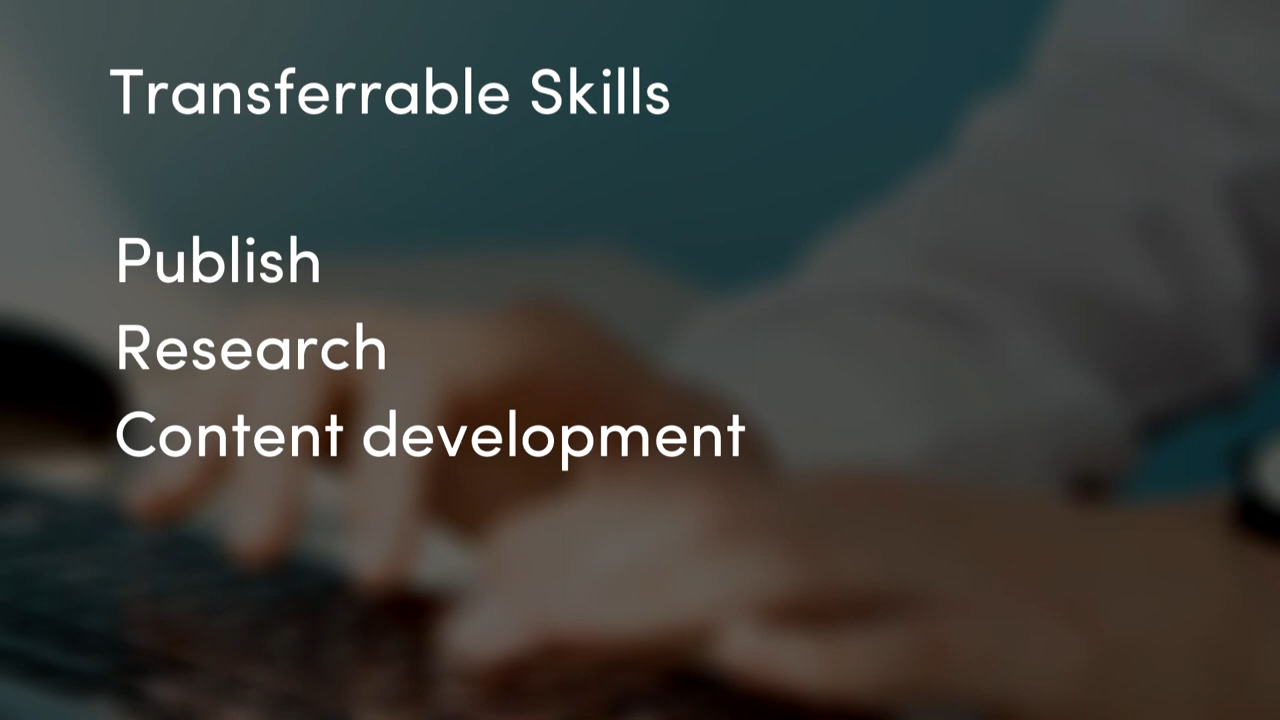 Transferrable Skills
Publish
Research
Content development